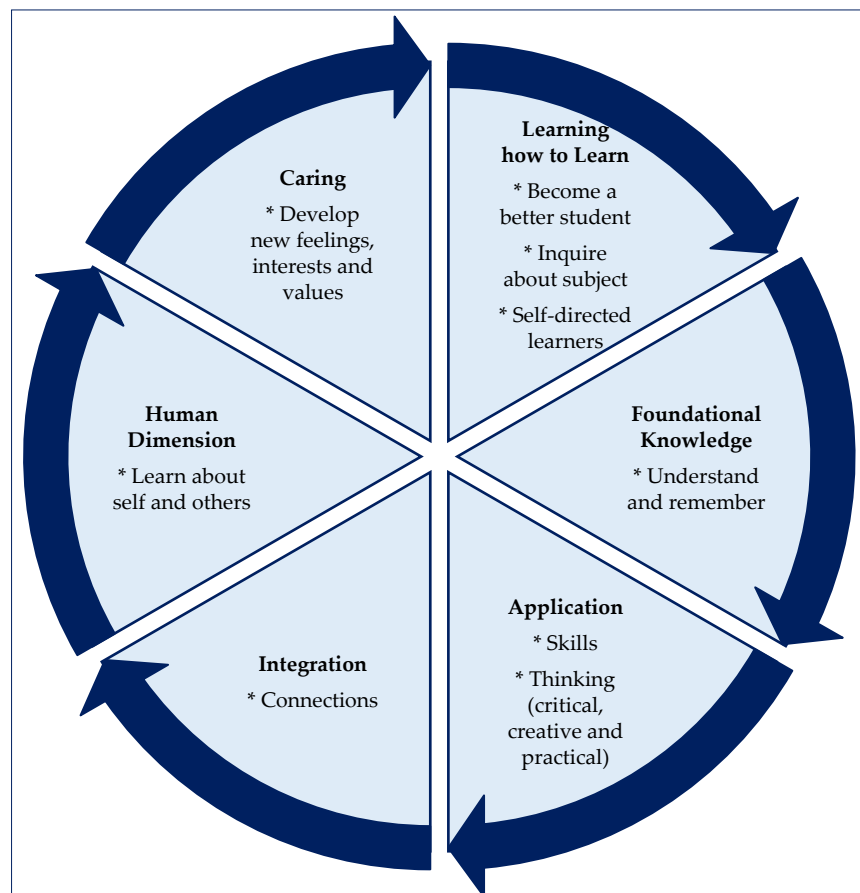 Learning
how to Learn
* Become a
better student
* Inquire
about subject
* Self-directed
learners
Foundational
Knowledge
* Understand
and remember
Application
* Skills
* Thinking
(critical,
creative and
practical)
Integration
* Connections
Human
Dimension
* Learn about
self and others
Caring
* Develop
new feelings,
interests and
values